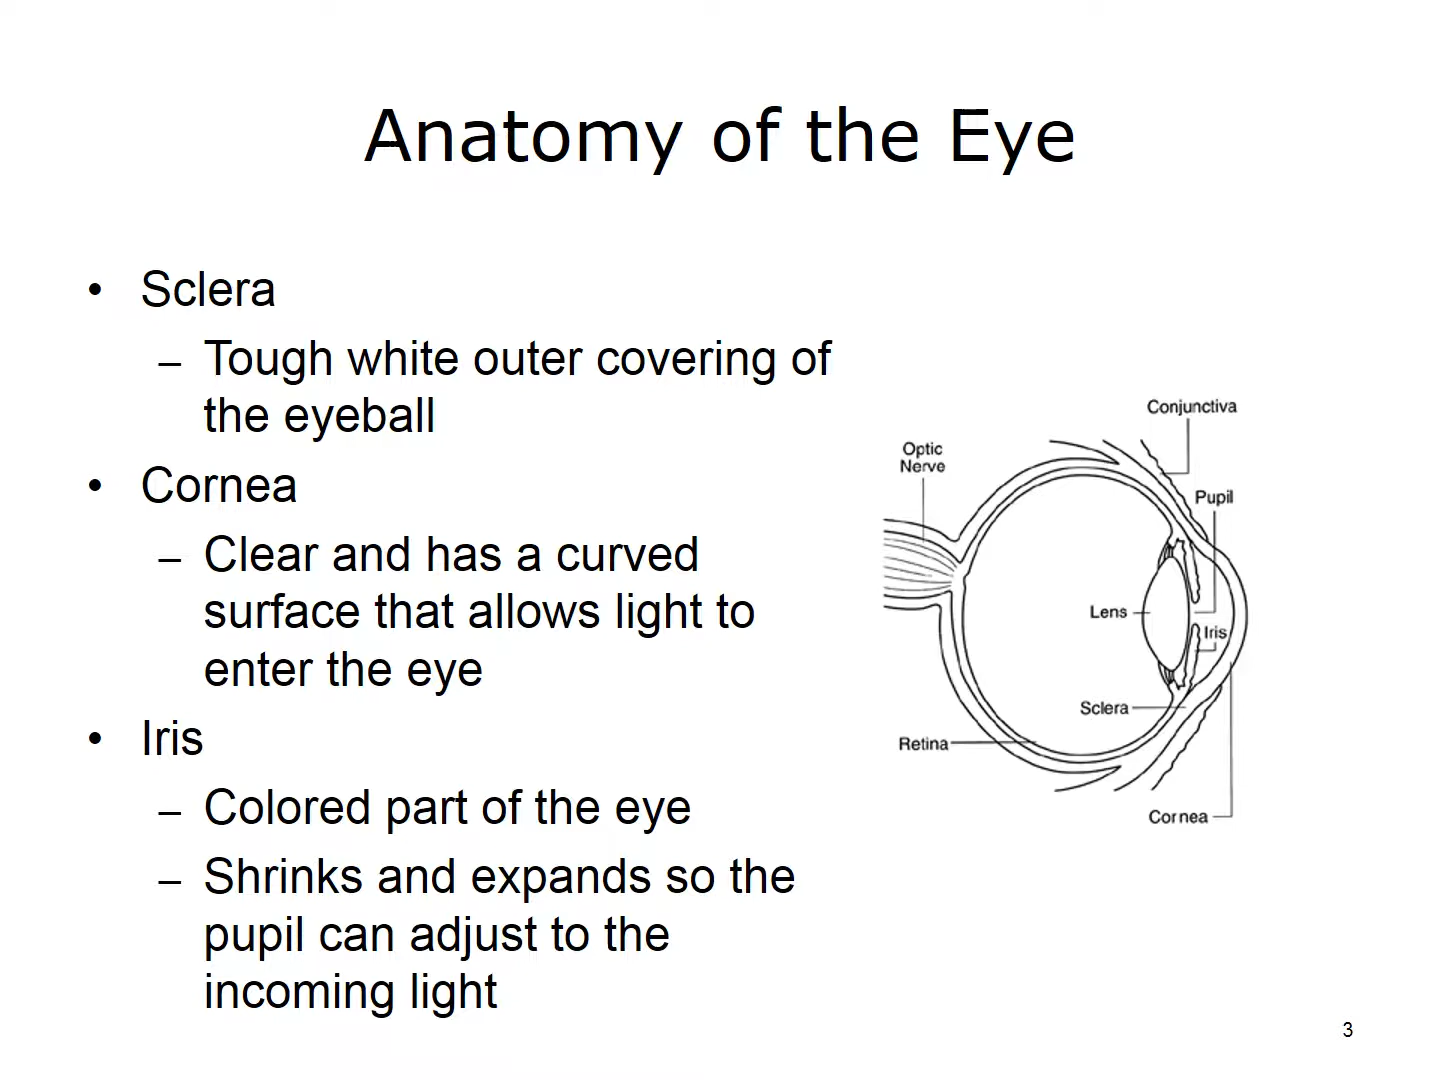 Anatomy of the Eye
• Sclera
– Tough white outer covering of
the eyeball
• Cornea
– Clear and has a curved
surface that allows light to
enter the eye
• Iris
– Colored part of the eye
– Shrinks and expands so the
pupil can adjust to the
incoming light
Conjunctiva
Optic
Nerve
Pupil
Lens
Iris
Sclera
Retina
Cornea
3